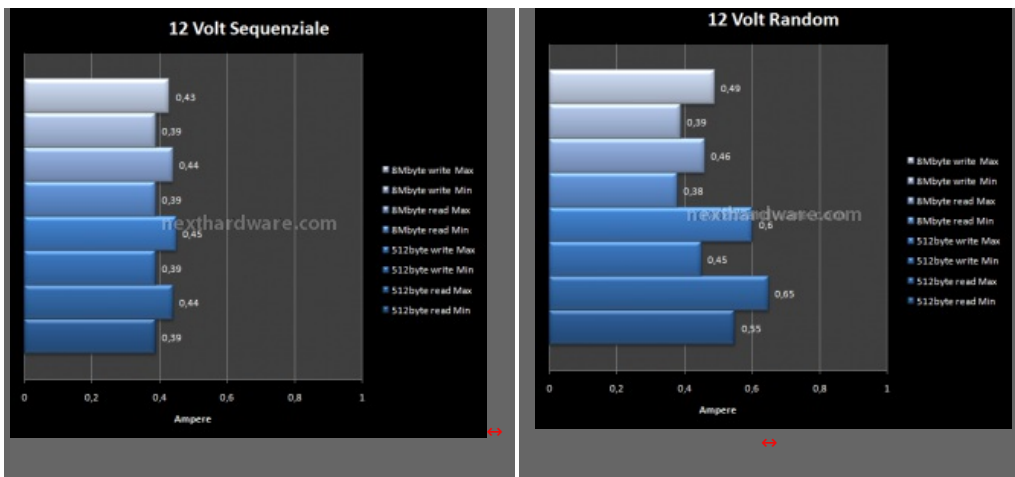 12 Volt Sequenziale
0,43
0,39
0,44
0,39
0,45
0,39
0,44
0,39
nexthardware.com
8Mbyte write Max
8Mbyte write Min
8Mbyte read Max
8Mbyte read Min
512byte write Max
512byte write Min
512byte read Max
512byte read Min
0 0,2 0,4 0,6 0,8 1
Ampere
12 Volt Random
0,49
0,39
0,46
0,38
0,6
0,45
0,65
0,55
nexthardware.com
8Mbyte write Max
8Mbyte write Min
8Mbyte read Max
8Mbyte read Min
512byte write Max
512byte write Min
512byte read Max
512byte read Min
0 0,2 0,4 0,6 0,8 1
Ampere